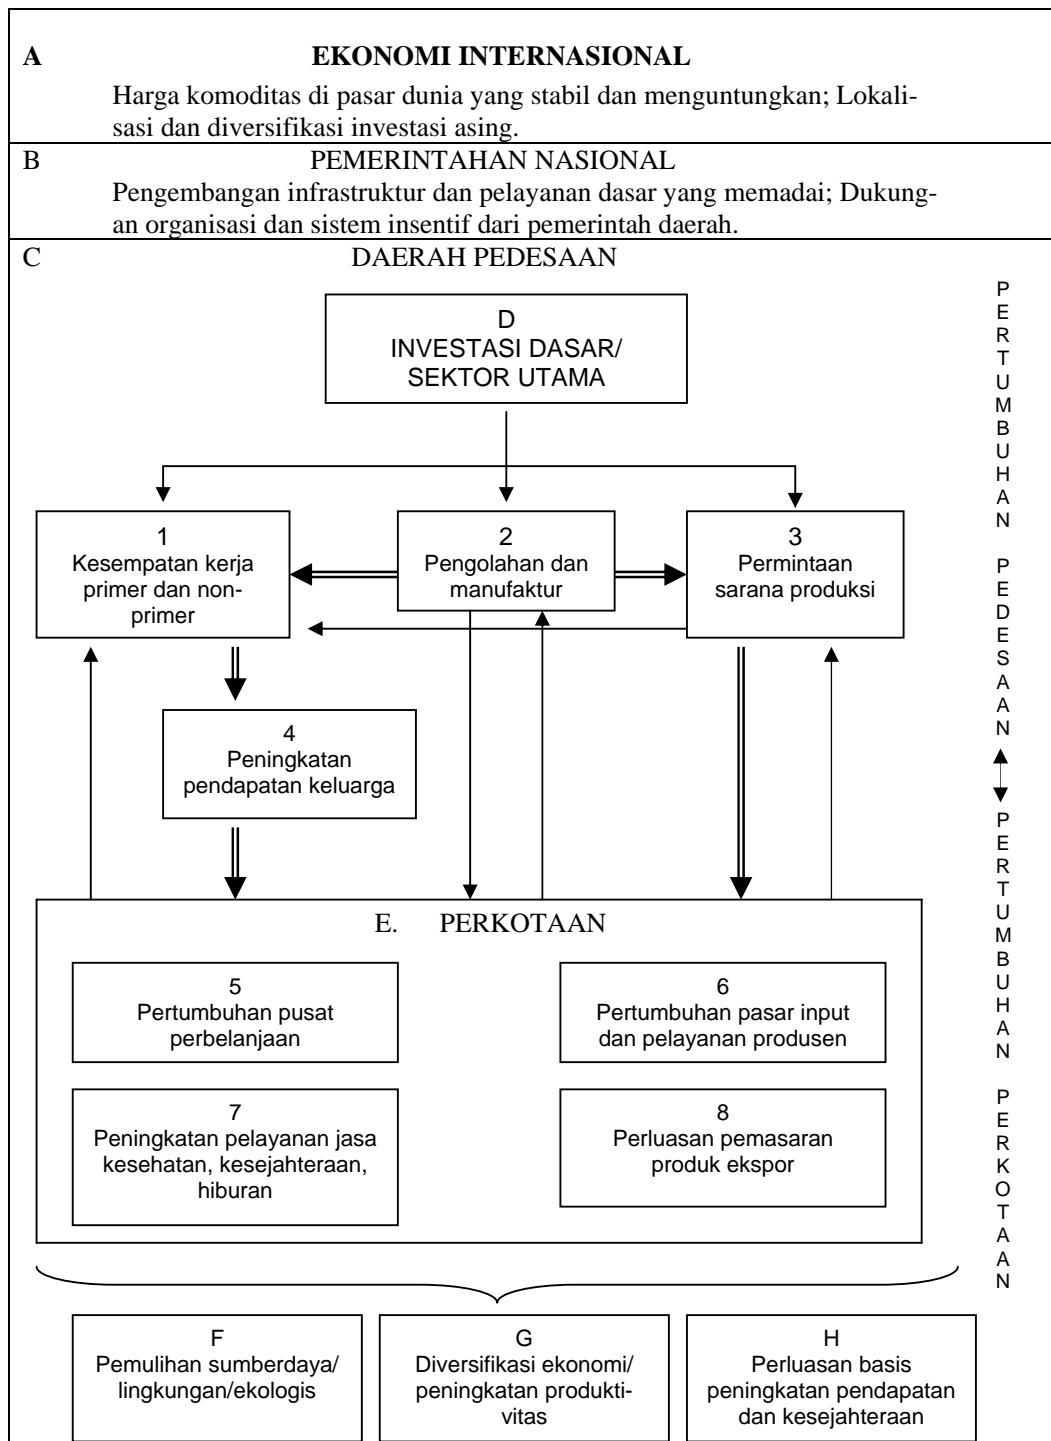 A EKONOMI INTERNASIONAL
Harga komoditas di pasar dunia yang stabil dan menguntungkan; Lokali-
sasi dan diversifikasi investasi asing.
B PEMERINTAHAN NASIONAL
Pengembangan infrastruktur dan pelayanan dasar yang memadai; Dukung-
an organisasi dan sistem insentif dari pemerintah daerah.
C DAERAH PEDESAAN
D
INVESTASI DASAR/
SEKTOR UTAMA
1
Kesempatan kerja
primer dan non-
primer
2
Pengolahan dan
manufaktur
3
Permintaan
sarana produksi
4
Peningkatan
pendapatan keluarga
E. PERKOTAAN
5
Pertumbuhan pusat
perbelanjaan
6
Pertumbuhan pasar input
dan pelayanan produsen
7
Peningkatan pelayanan jasa
kesehatan, kesejahteraan,
hiburan
8
Perluasan pemasaran
produk ekspor
PERTUMBUHAN PEDESAAN
PERTUMBUHAN PERKOTAAN
F
Pemulihan sumberdaya/
lingkungan/ekologis
G
Diversifikasi ekonomi/
peningkatan produkti-
vitas
H
Perluasan basis
peningkatan pendapatan
dan kesejahteraan